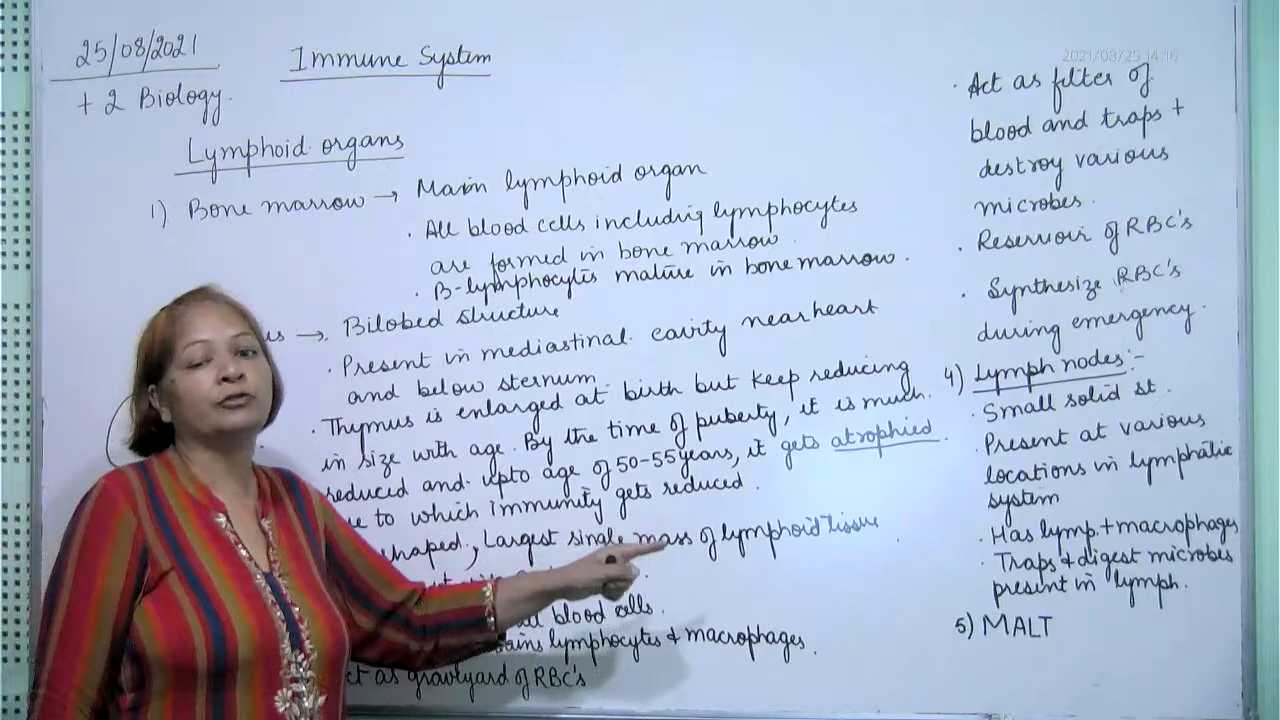 25/08/2021
+ 2 Biology.
Immune System
2021/08/25 14:16
Lymphoid organs
1) Bone marrow → Main lymphoid organ
. All blood cells including lymphocytes
are formed in bone marrow.
. B-lymphocytes mature in bone marrow.
us →. Bilobed structure
. Present in mediastinal cavity near heart
and below sternum.
. Thymus is enlarged at birth but keep reducing
in size with age. By the time of puberty, it is much.
reduced and upto age of 50-55 years, it gets atrophied.
to which immunity gets reduced.
shaped, Largest single mass of lymphoid tissue
blood cells.
lymphocytes + macrophages.
ct as graveyard of RBC's
. Act as filter of
blood and traps +
destroy various
microbes.
. Reservoir of RBC's
. Synthesize RBC's
during emergency.
4) Lymph nodes:-
. Small solid st.
. Present at various
locations in lymphatic
system
. Has lymp. + macrophages
. Traps + digest microbes
present in lymph.
5) MALT